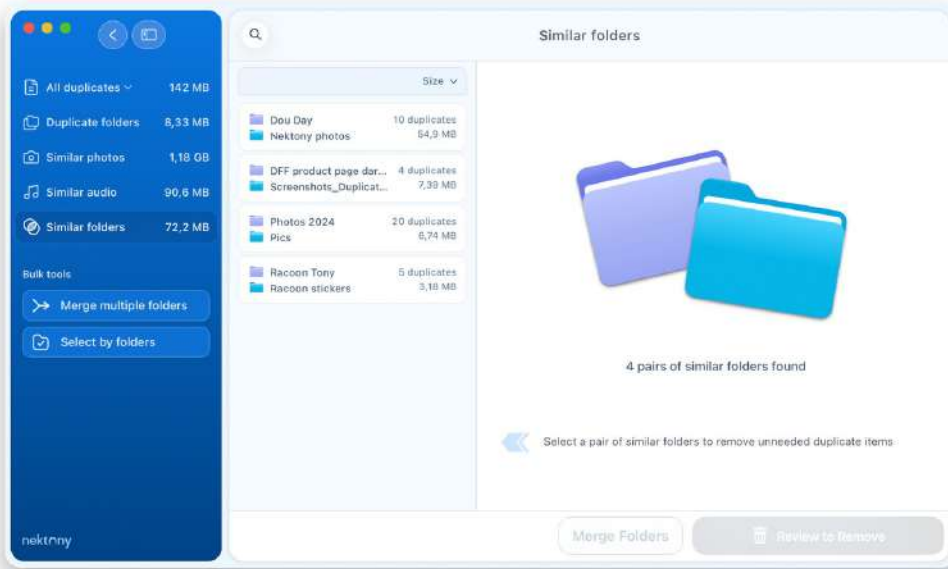 Similar folders
All duplicates 142 MB
Duplicate folders 8,33 MB
Similar photos 1,18 GB
Similar audio 90,6 MB
Similar folders 72,2 MB
Bulk tools
Merge multiple folders
Select by folders
nektony
Size
Dou Day 10 duplicates
Nektony photos 54,9 MB
DFF product page dar... 4 duplicates
Screenshots_Duplicat... 7,39 MB
Photos 2024 20 duplicates
Pics 6,74 MB
Racoon Tony 5 duplicates
Racoon stickers 3,18 MB
4 pairs of similar folders found
Select a pair of similar folders to remove unneeded duplicate items
Merge Folders
Review to Remove